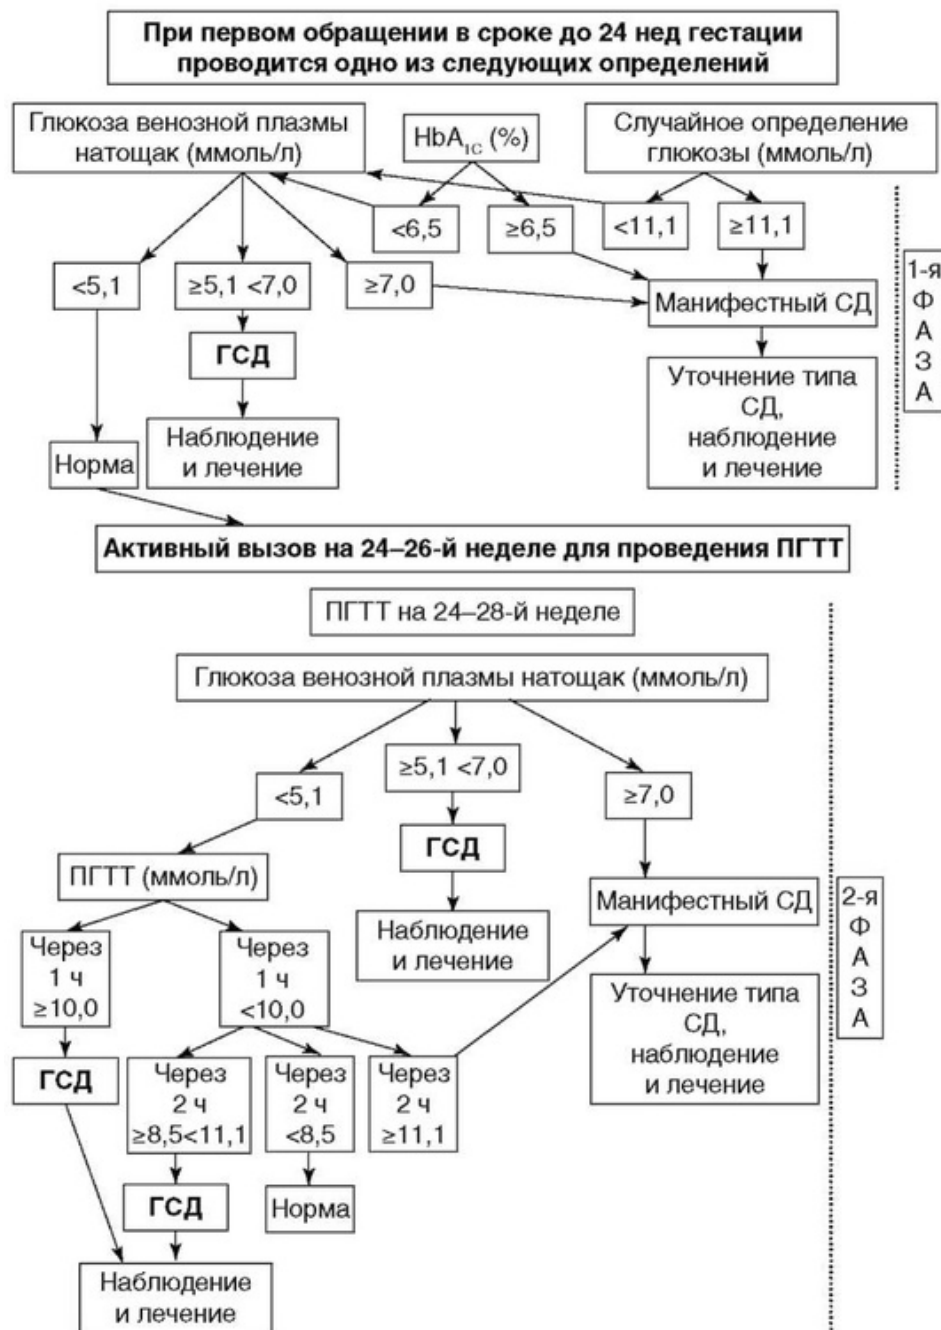 При первом обращении в сроке до 24 нед гестации
проводится одно из следующих определений
Глюкоза венозной плазмы
натощак (ммоль/л)
HbA1C (%)
Случайное определение
глюкозы (ммоль/л)
<6,5
≥6,5
<11,1
≥11,1
<5,1
≥5,1 <7,0
≥7,0
Манифестный СД
ГСД
Уточнение типа
СД,
наблюдение
и лечение
Наблюдение
и лечение
Норма
1-я
Ф
А
З
А
Активный вызов на 24–26-й неделе для проведения ПГТТ
ПГТТ на 24–28-й неделе
Глюкоза венозной плазмы натощак (ммоль/л)
<5,1
≥5,1 <7,0
≥7,0
ГСД
ПГТТ (ммоль/л)
Манифестный СД
Наблюдение
и лечение
Через
1 ч
≥10,0
Через
1 ч
<10,0
Уточнение типа
СД,
наблюдение
и лечение
ГСД
Через
2 ч
≥8,5<11,1
Через
2 ч
<8,5
Через
2 ч
≥11,1
ГСД
Норма
Наблюдение
и лечение
2-я
Ф
А
З
А